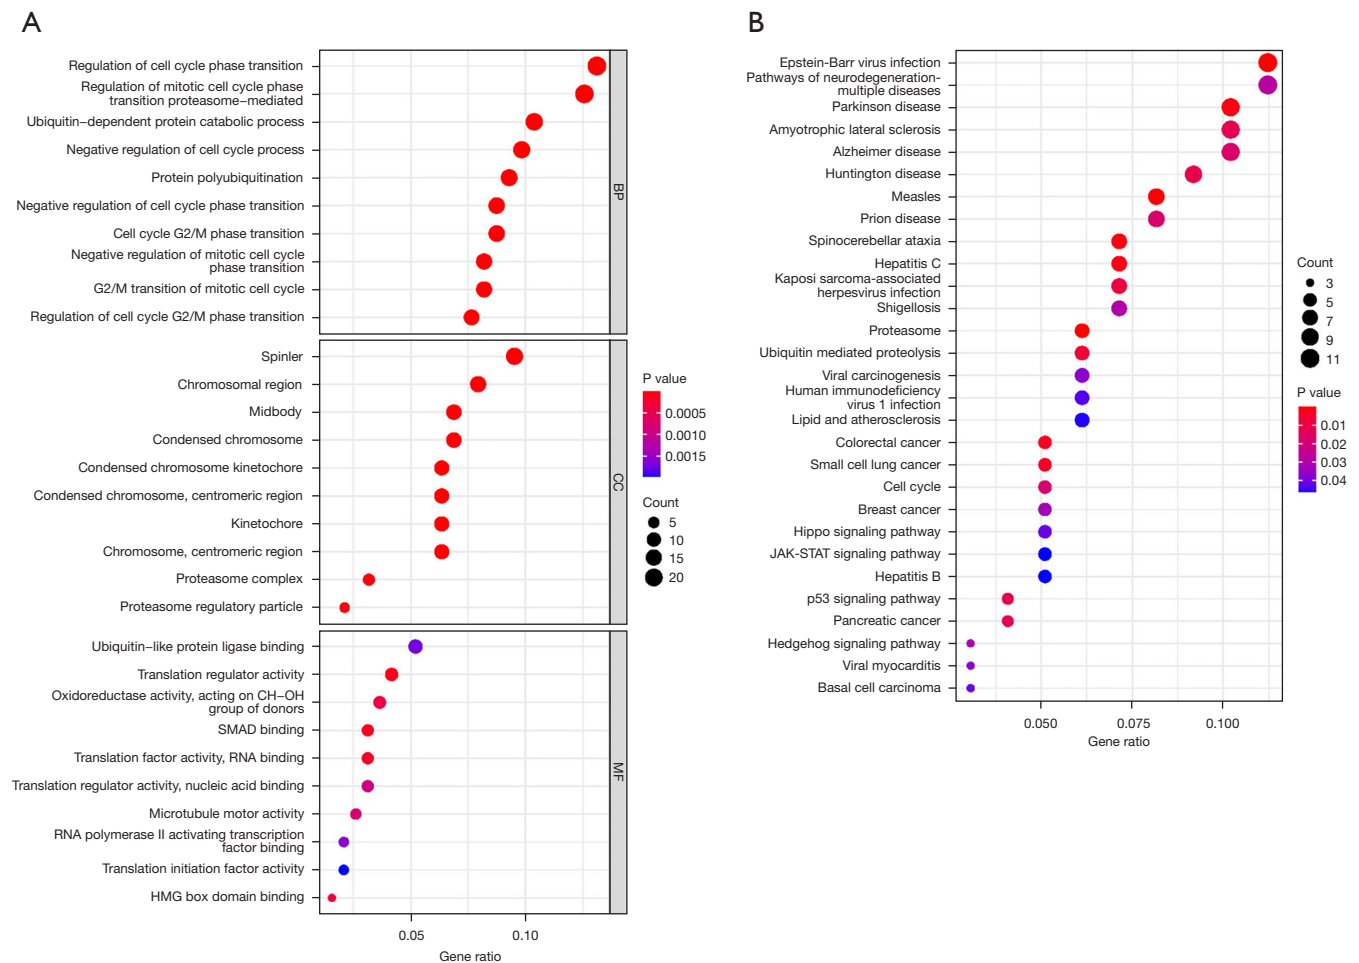 A
Regulation of cell cycle phase transition
Regulation of mitotic cell cycle phase
transition proteasome−mediated
Ubiquitin−dependent protein catabolic process
Negative regulation of cell cycle process
Protein polyubiquitination
Negative regulation of cell cycle phase transition
Cell cycle G2/M phase transition
Negative regulation of mitotic cell cycle
phase transition
G2/M transition of mitotic cell cycle
Regulation of cell cycle G2/M phase transition
BP
Spinler
Chromosomal region
Midbody
Condensed chromosome
Condensed chromosome kinetochore
Condensed chromosome, centromeric region
Kinetochore
Chromosome, centromeric region
Proteasome complex
Proteasome regulatory particle
CC
Ubiquitin−like protein ligase binding
Translation regulator activity
Oxidoreductase activity, acting on CH−OH
group of donors
SMAD binding
Translation factor activity, RNA binding
Translation regulator activity, nucleic acid binding
Microtubule motor activity
RNA polymerase II activating transcription
factor binding
Translation initiation factor activity
HMG box domain binding
MF
0.05
0.10
Gene ratio
P value
0.0005
0.0010
0.0015
Count
5
10
15
20
B
Epstein-Barr virus infection
Pathways of neurodegeneration-
multiple diseases
Parkinson disease
Amyotrophic lateral sclerosis
Alzheimer disease
Huntington disease
Measles
Prion disease
Spinocerebellar ataxia
Hepatitis C
Kaposi sarcoma-associated
herpesvirus infection
Shigellosis
Proteasome
Ubiquitin mediated proteolysis
Viral carcinogenesis
Human immunodeficiency
virus 1 infection
Lipid and atherosclerosis
Colorectal cancer
Small cell lung cancer
Cell cycle
Breast cancer
Hippo signaling pathway
JAK-STAT signaling pathway
Hepatitis B
p53 signaling pathway
Pancreatic cancer
Hedgehog signaling pathway
Viral myocarditis
Basal cell carcinoma
0.050
0.075
0.100
Gene ratio
Count
3
5
7
9
11
P value
0.01
0.02
0.03
0.04